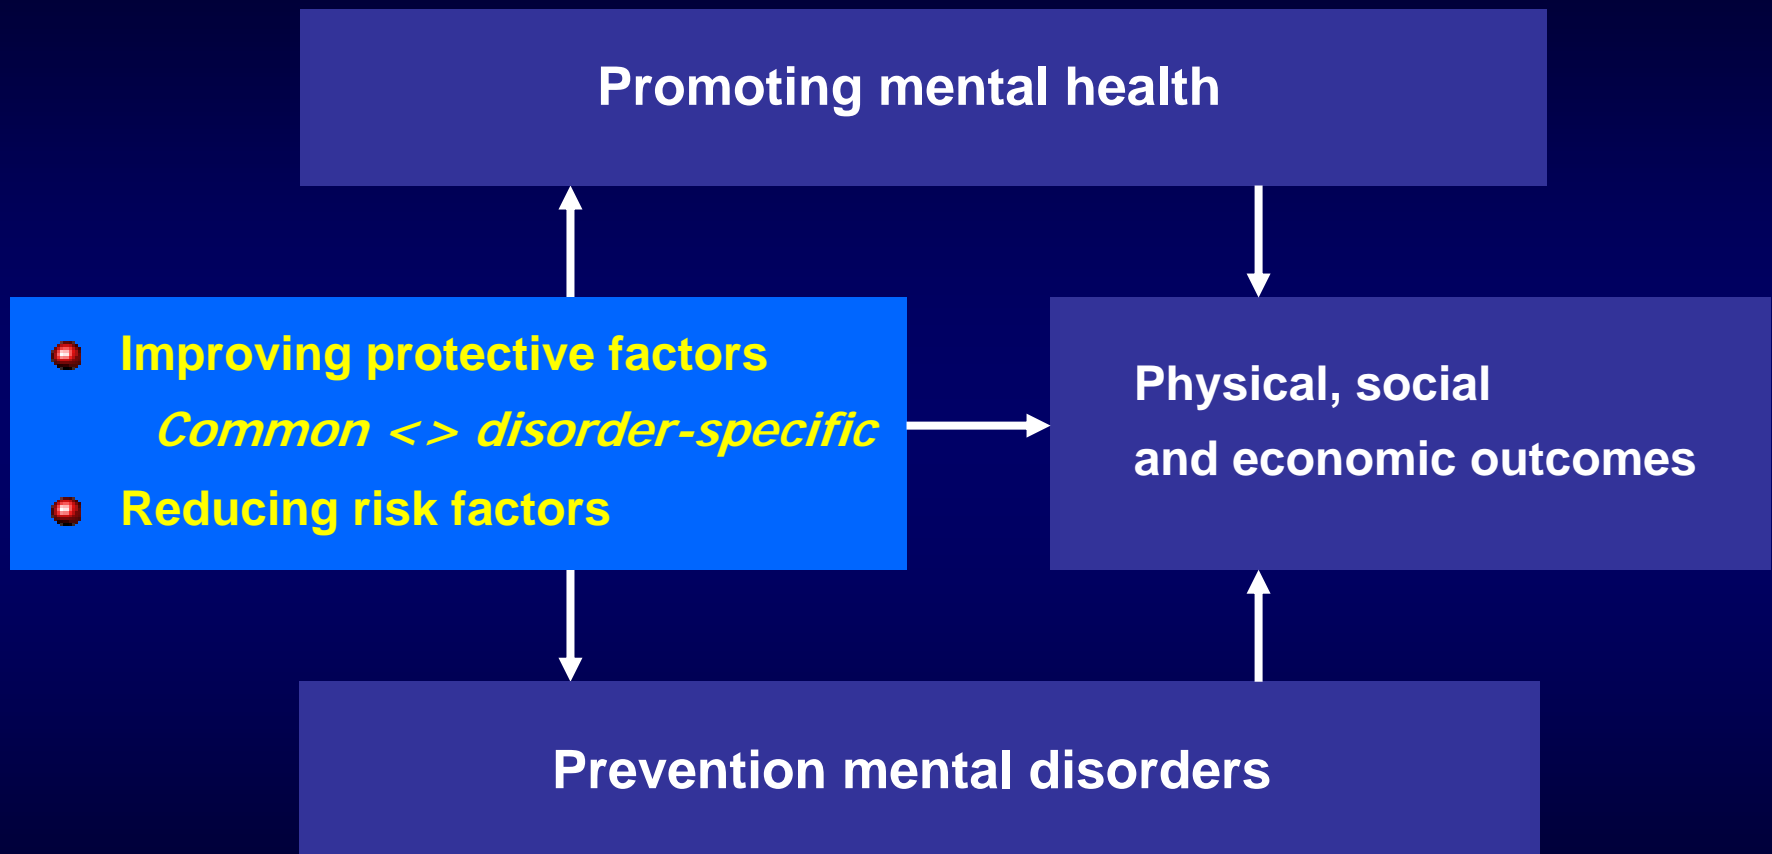 Promoting mental health
Improving protective factors
Common <> disorder-specific
Reducing risk factors
Physical, social
and economic outcomes
Prevention mental disorders